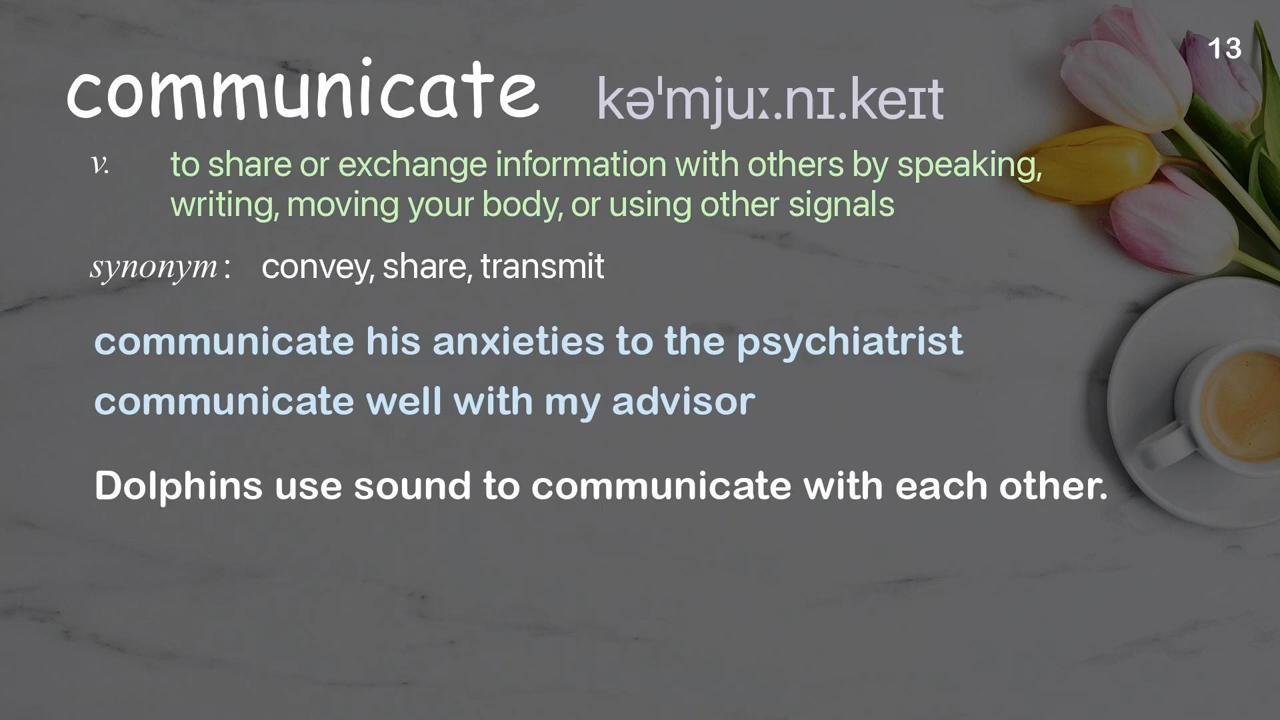 13
communicate kəˈmjuː.nɪ.keɪt
v. to share or exchange information with others by speaking,
writing, moving your body, or using other signals
synonym: convey, share, transmit
communicate his anxieties to the psychiatrist
communicate well with my advisor
Dolphins use sound to communicate with each other.